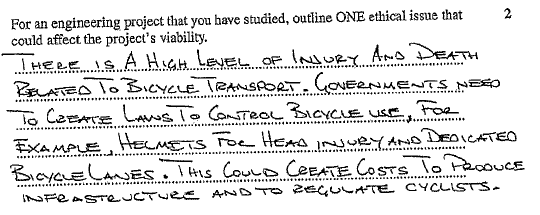 For an engineering project that you have studied, outline ONE ethical issue that 2
could affect the project's viability.
THERE IS A HIGH LEVEL OF INJURY AND DEATH
RELATED TO BICYCLE TRANSPORT. GOVERNMENTS NEED
TO CREATE LAWS TO CONTROL BICYCLE USE, FOR
EXAMPLE, HELMETS FOR HEAD INJURY AND DEDICATED
BICYCLE LANES. THIS COULD CREATE COSTS TO PRODUCE
INFRASTRUCTURE AND TO REGULATE CYCLISTS.